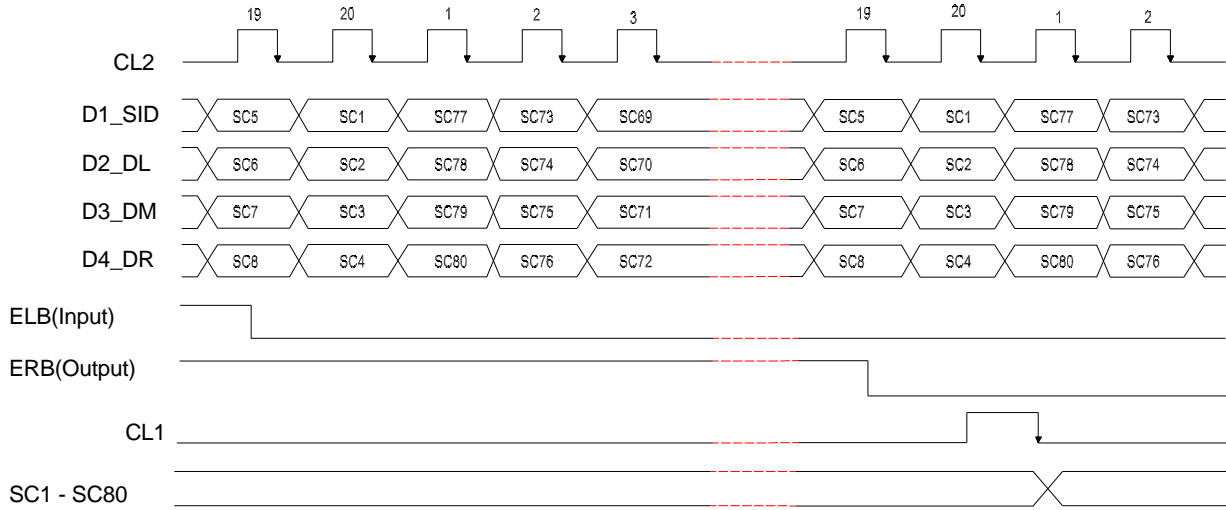 19 20 1 2 3 19 20 1 2
CL2
D1_SID SC5 SC1 SC77 SC73 SC69 SC5 SC1 SC77 SC73
D2_DL SC6 SC2 SC78 SC74 SC70 SC6 SC2 SC78 SC74
D3_DM SC7 SC3 SC79 SC75 SC71 SC7 SC3 SC79 SC75
D4_DR SC8 SC4 SC80 SC76 SC72 SC8 SC4 SC80 SC76
ELB(Input)
ERB(Output)
CL1
SC1 - SC80